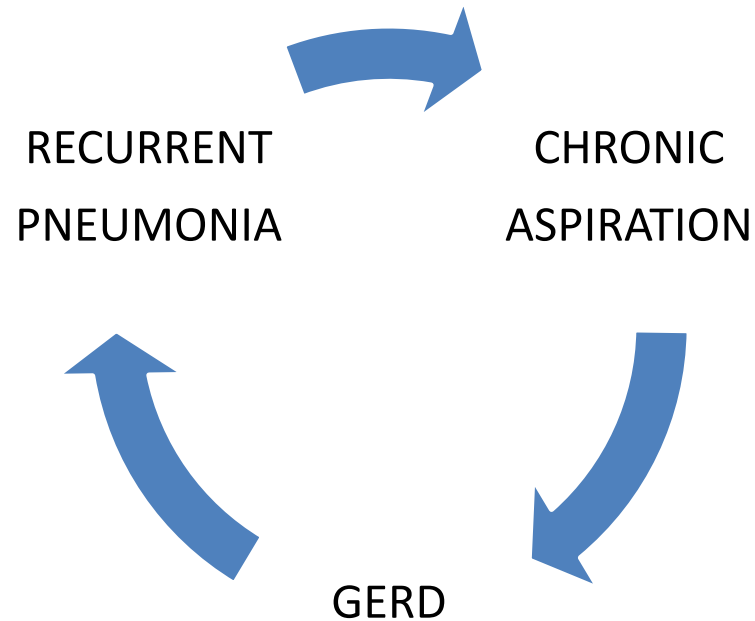 RECURRENT
PNEUMONIA
CHRONIC
ASPIRATION
GERD